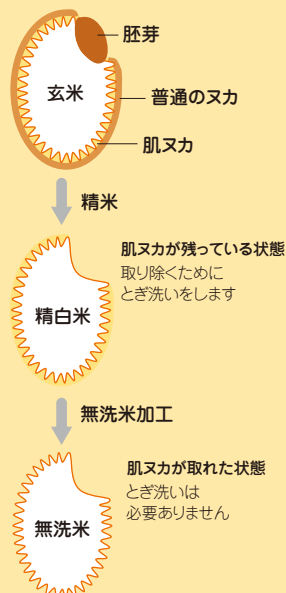 胚芽
玄米
普通のヌカ
肌ヌカ
精米
肌ヌカが残っている状態
取り除くために
とぎ洗いをします
精白米
無洗米加工
肌ヌカが取れた状態
とぎ洗いは
必要ありません
無洗米